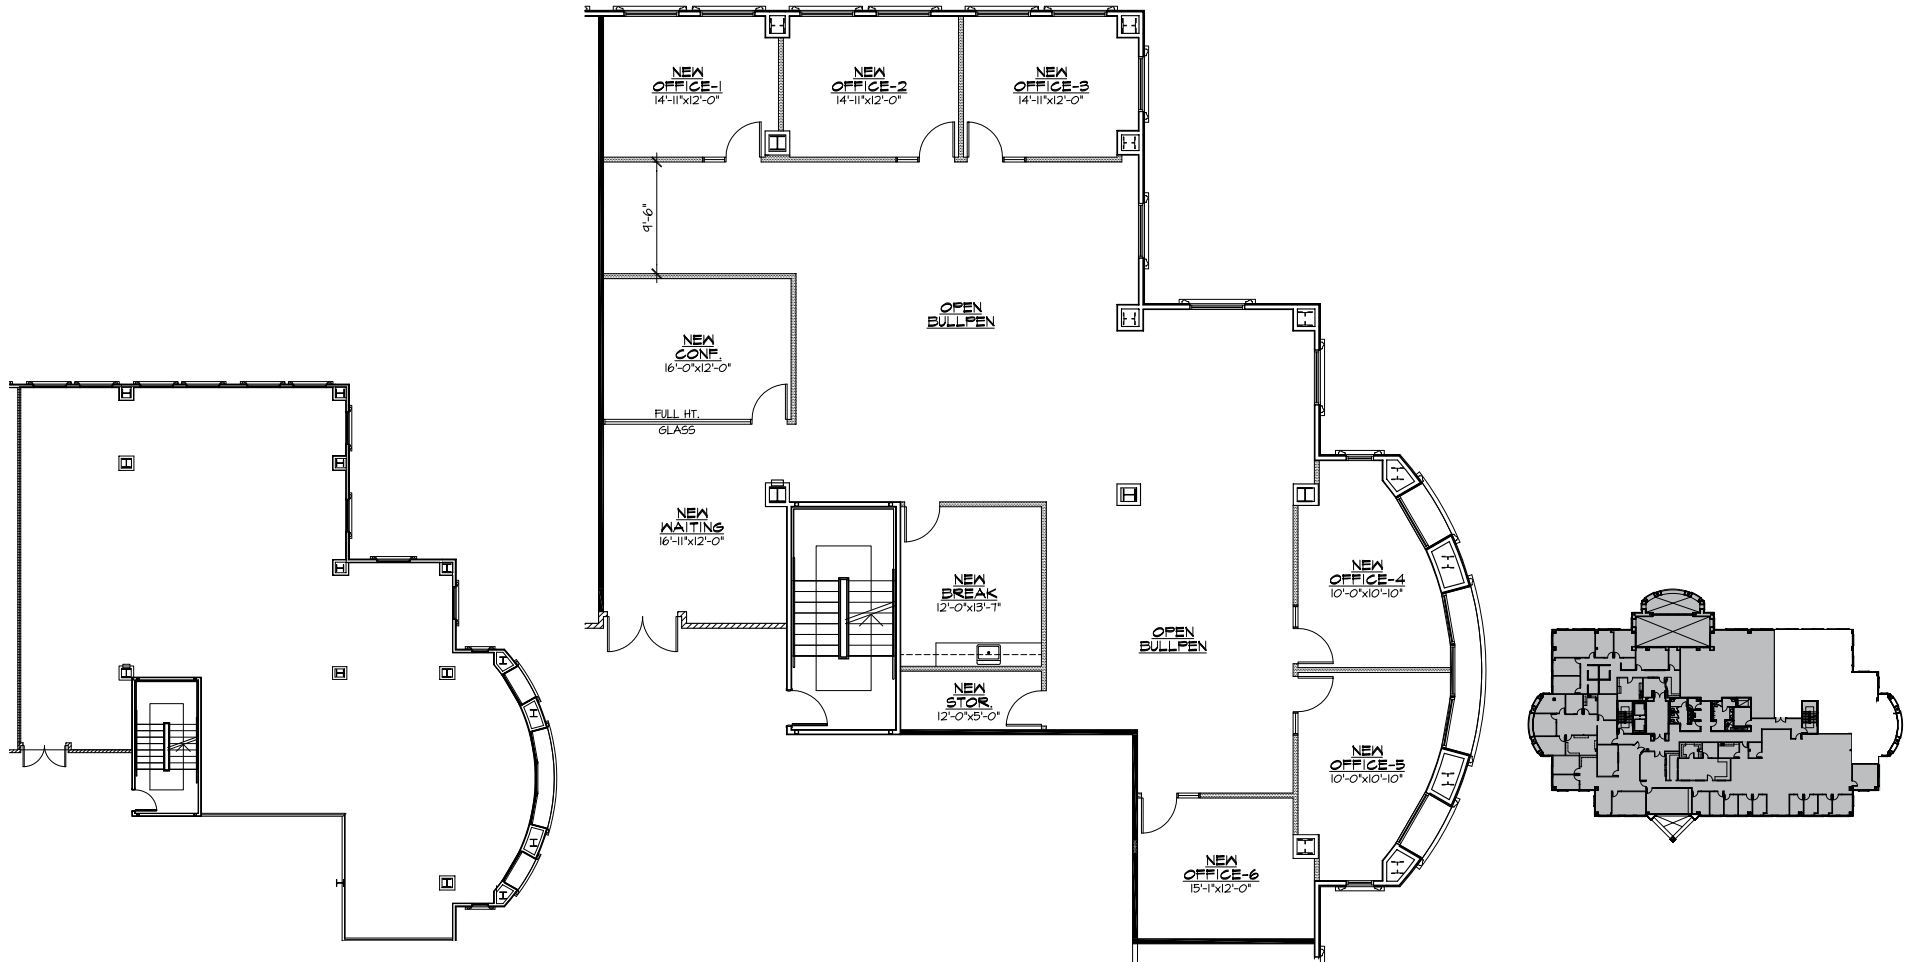 NEW
OFFICE-1
14'-11"x12'-0"
NEW
OFFICE-2
14'-11"x12'-0"
NEW
OFFICE-3
14'-11"x12'-0"
9'-6"
OPEN
BULLPEN
NEW
CONF.
16'-0"x12'-0"
FULL HT.
GLASS
NEW
WAITING
16'-11"x12'-0"
NEW
BREAK
12'-0"x13'-7"
NEW
OFFICE-4
10'-0"x10'-10"
OPEN
BULLPEN
NEW
STOR.
12'-0"x5'-0"
NEW
OFFICE-5
10'-0"x10'-10"
NEW
OFFICE-6
15'-1"x12'-0"